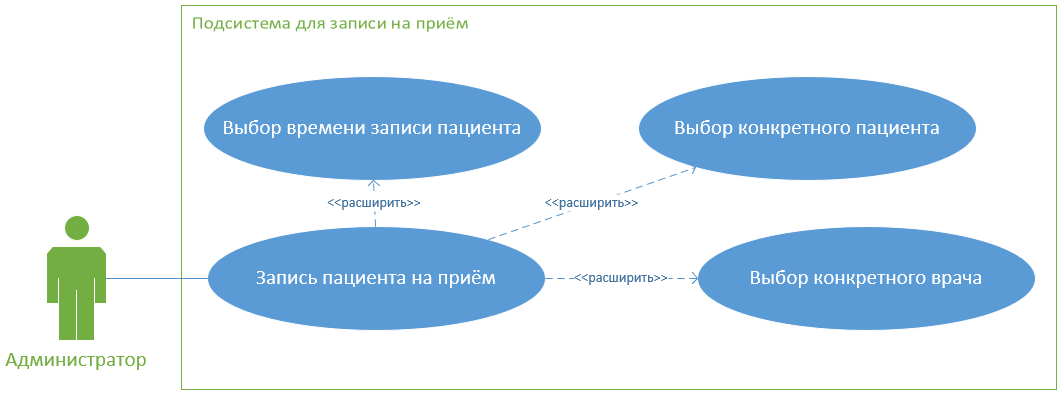 Подсистема для записи на приём
Выбор времени записи пациента
Выбор конкретного пациента
<<расширить>>
<<расширить>>
Запись пациента на приём
<<расширить>>
Выбор конкретного врача
Администратор